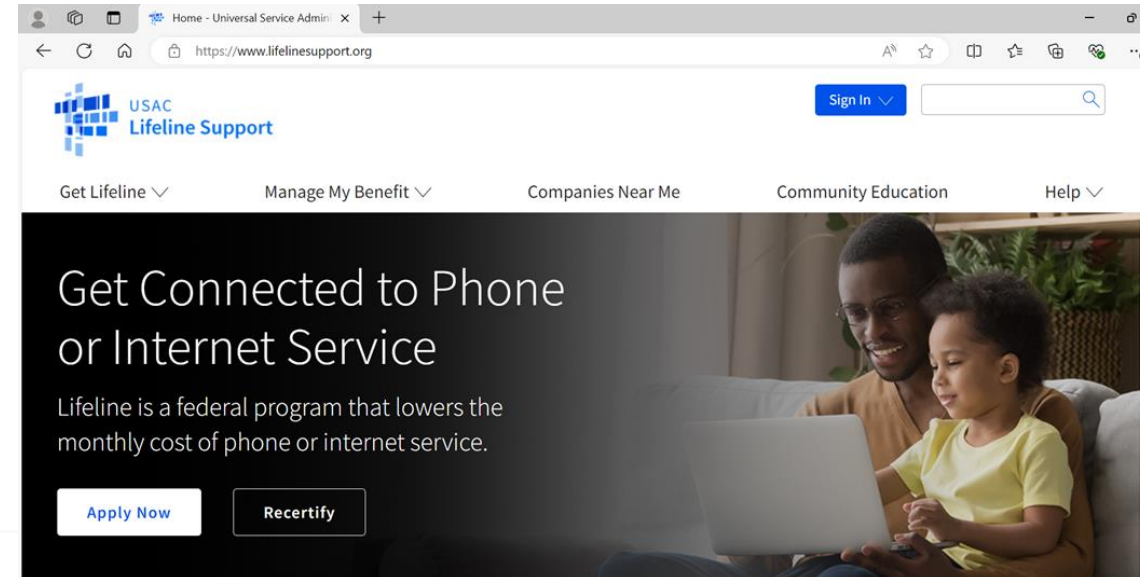 Home - Universal Service Admini
https://www.lifelinesupport.org
USAC
Lifeline Support
Sign In
Get Lifeline
Manage My Benefit
Companies Near Me
Community Education
Help
Get Connected to Phone
or Internet Service
Lifeline is a federal program that lowers the
monthly cost of phone or internet service.
Apply Now
Recertify